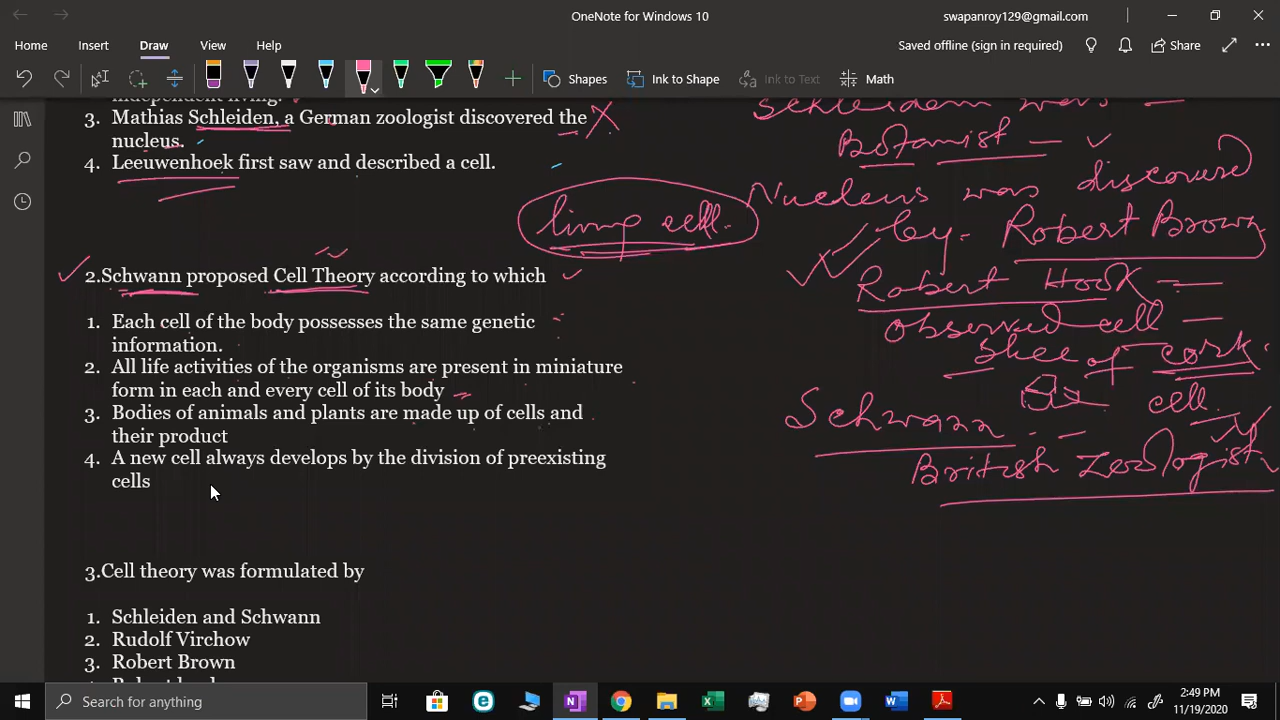 OneNote for Windows 10
swapanroy129@gmail.com
Home Insert Draw View Help
Saved offline (sign in required)
Share
Shapes
Ink to Shape
Ink to Text
Math
independent living.
3. Mathias Schleiden, a German zoologist discovered the
nucleus.
4. Leeuwenhoek first saw and described a cell.
living cell.
2.Schwann proposed Cell Theory according to which
1. Each cell of the body possesses the same genetic
information.
2. All life activities of the organisms are present in miniature
form in each and every cell of its body
3. Bodies of animals and plants are made up of cells and
their product
4. A new cell always develops by the division of preexisting
cells
3.Cell theory was formulated by
1. Schleiden and Schwann
2. Rudolf Virchow
3. Robert Brown
Schleiden was —
Botanist —
Nucleus was discovered
by. Robert Brown
Robert Hook —
observed cell —
slice of cork.
cell.
Schwann —
British Zoologist
Search for anything
2:49 PM
11/19/2020